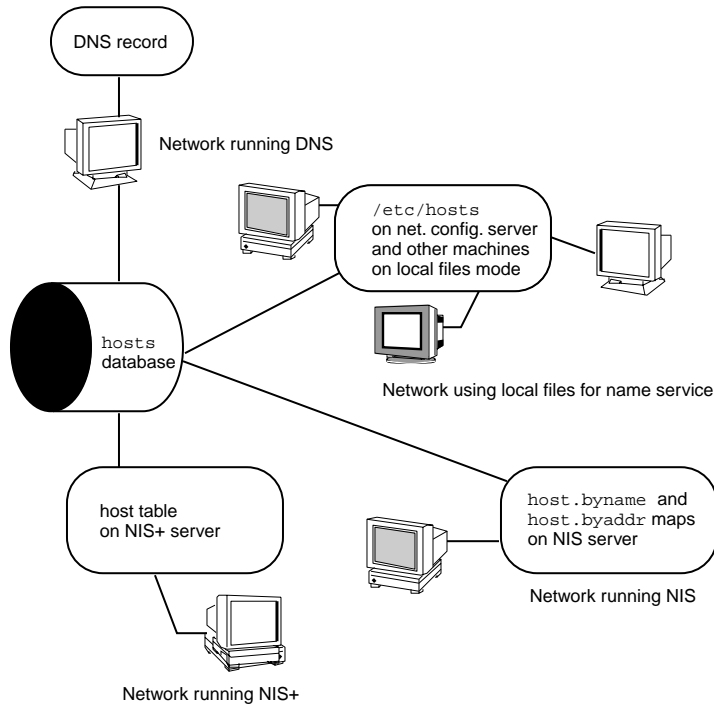 DNS record
Network running DNS
/etc/hosts
on net. config. server
and other machines
on local files mode
hosts
database
Network using local files for name service
host table
on NIS+ server
host.byname and
host.byaddr maps
on NIS server
Network running NIS
Network running NIS+